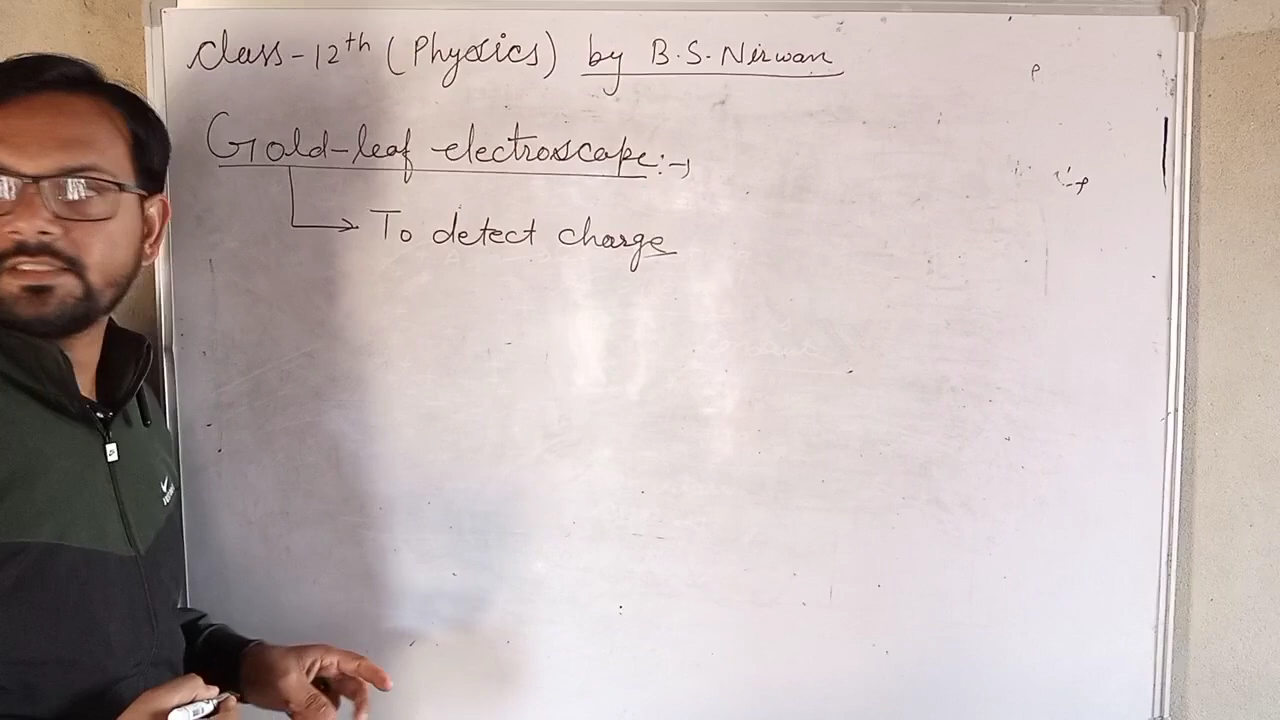 Class-12th (Physics) by B.S. Nirwan
Gold-leaf electroscope:-
To detect charge